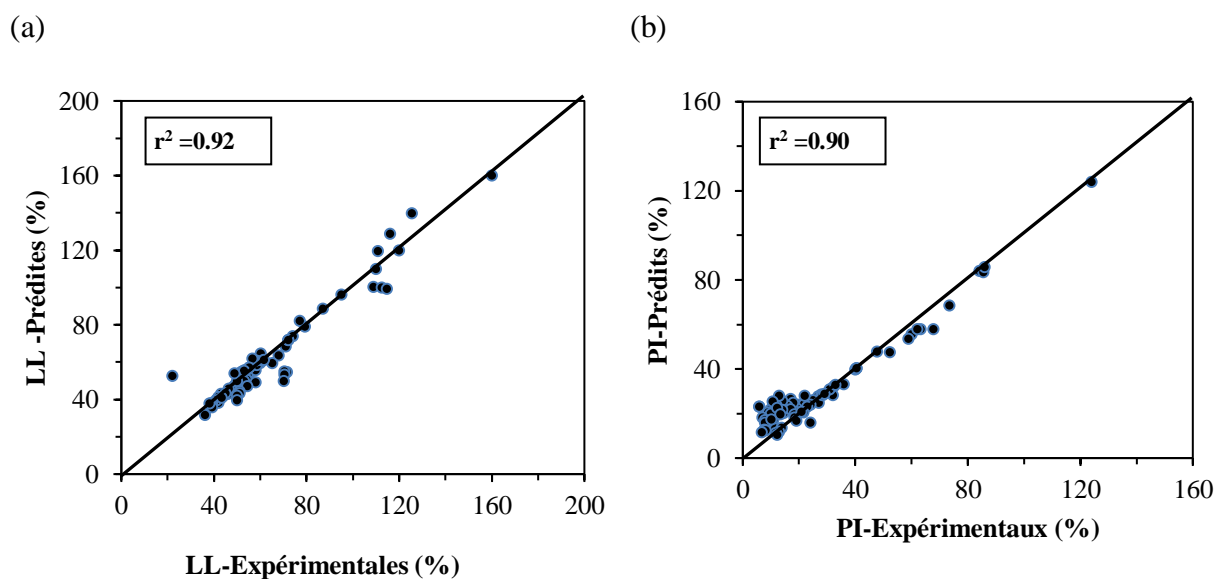 (a)
r² =0.92
LL -Prédites (%)
200
160
120
80
40
0
0 40 80 120 160 200
LL-Expérimentales (%)
(b)
r² =0.90
PI-Prédits (%)
160
120
80
40
0
0 40 80 120 160
PI-Expérimentaux (%)